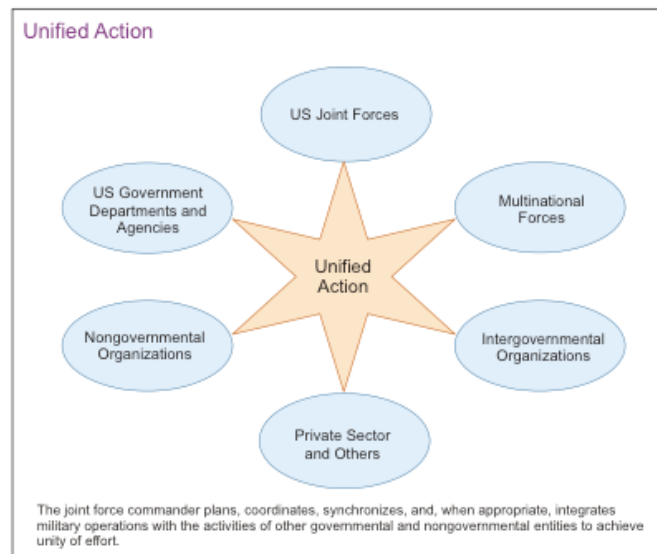 Unified Action
US Joint Forces
US Government
Departments and
Agencies
Multinational
Forces
Unified
Action
Nongovernmental
Organizations
Intergovernmental
Organizations
Private Sector
and Others
The joint force commander plans, coordinates, synchronizes, and, when appropriate, integrates
military operations with the activities of other governmental and nongovernmental entities to achieve
unity of effort.